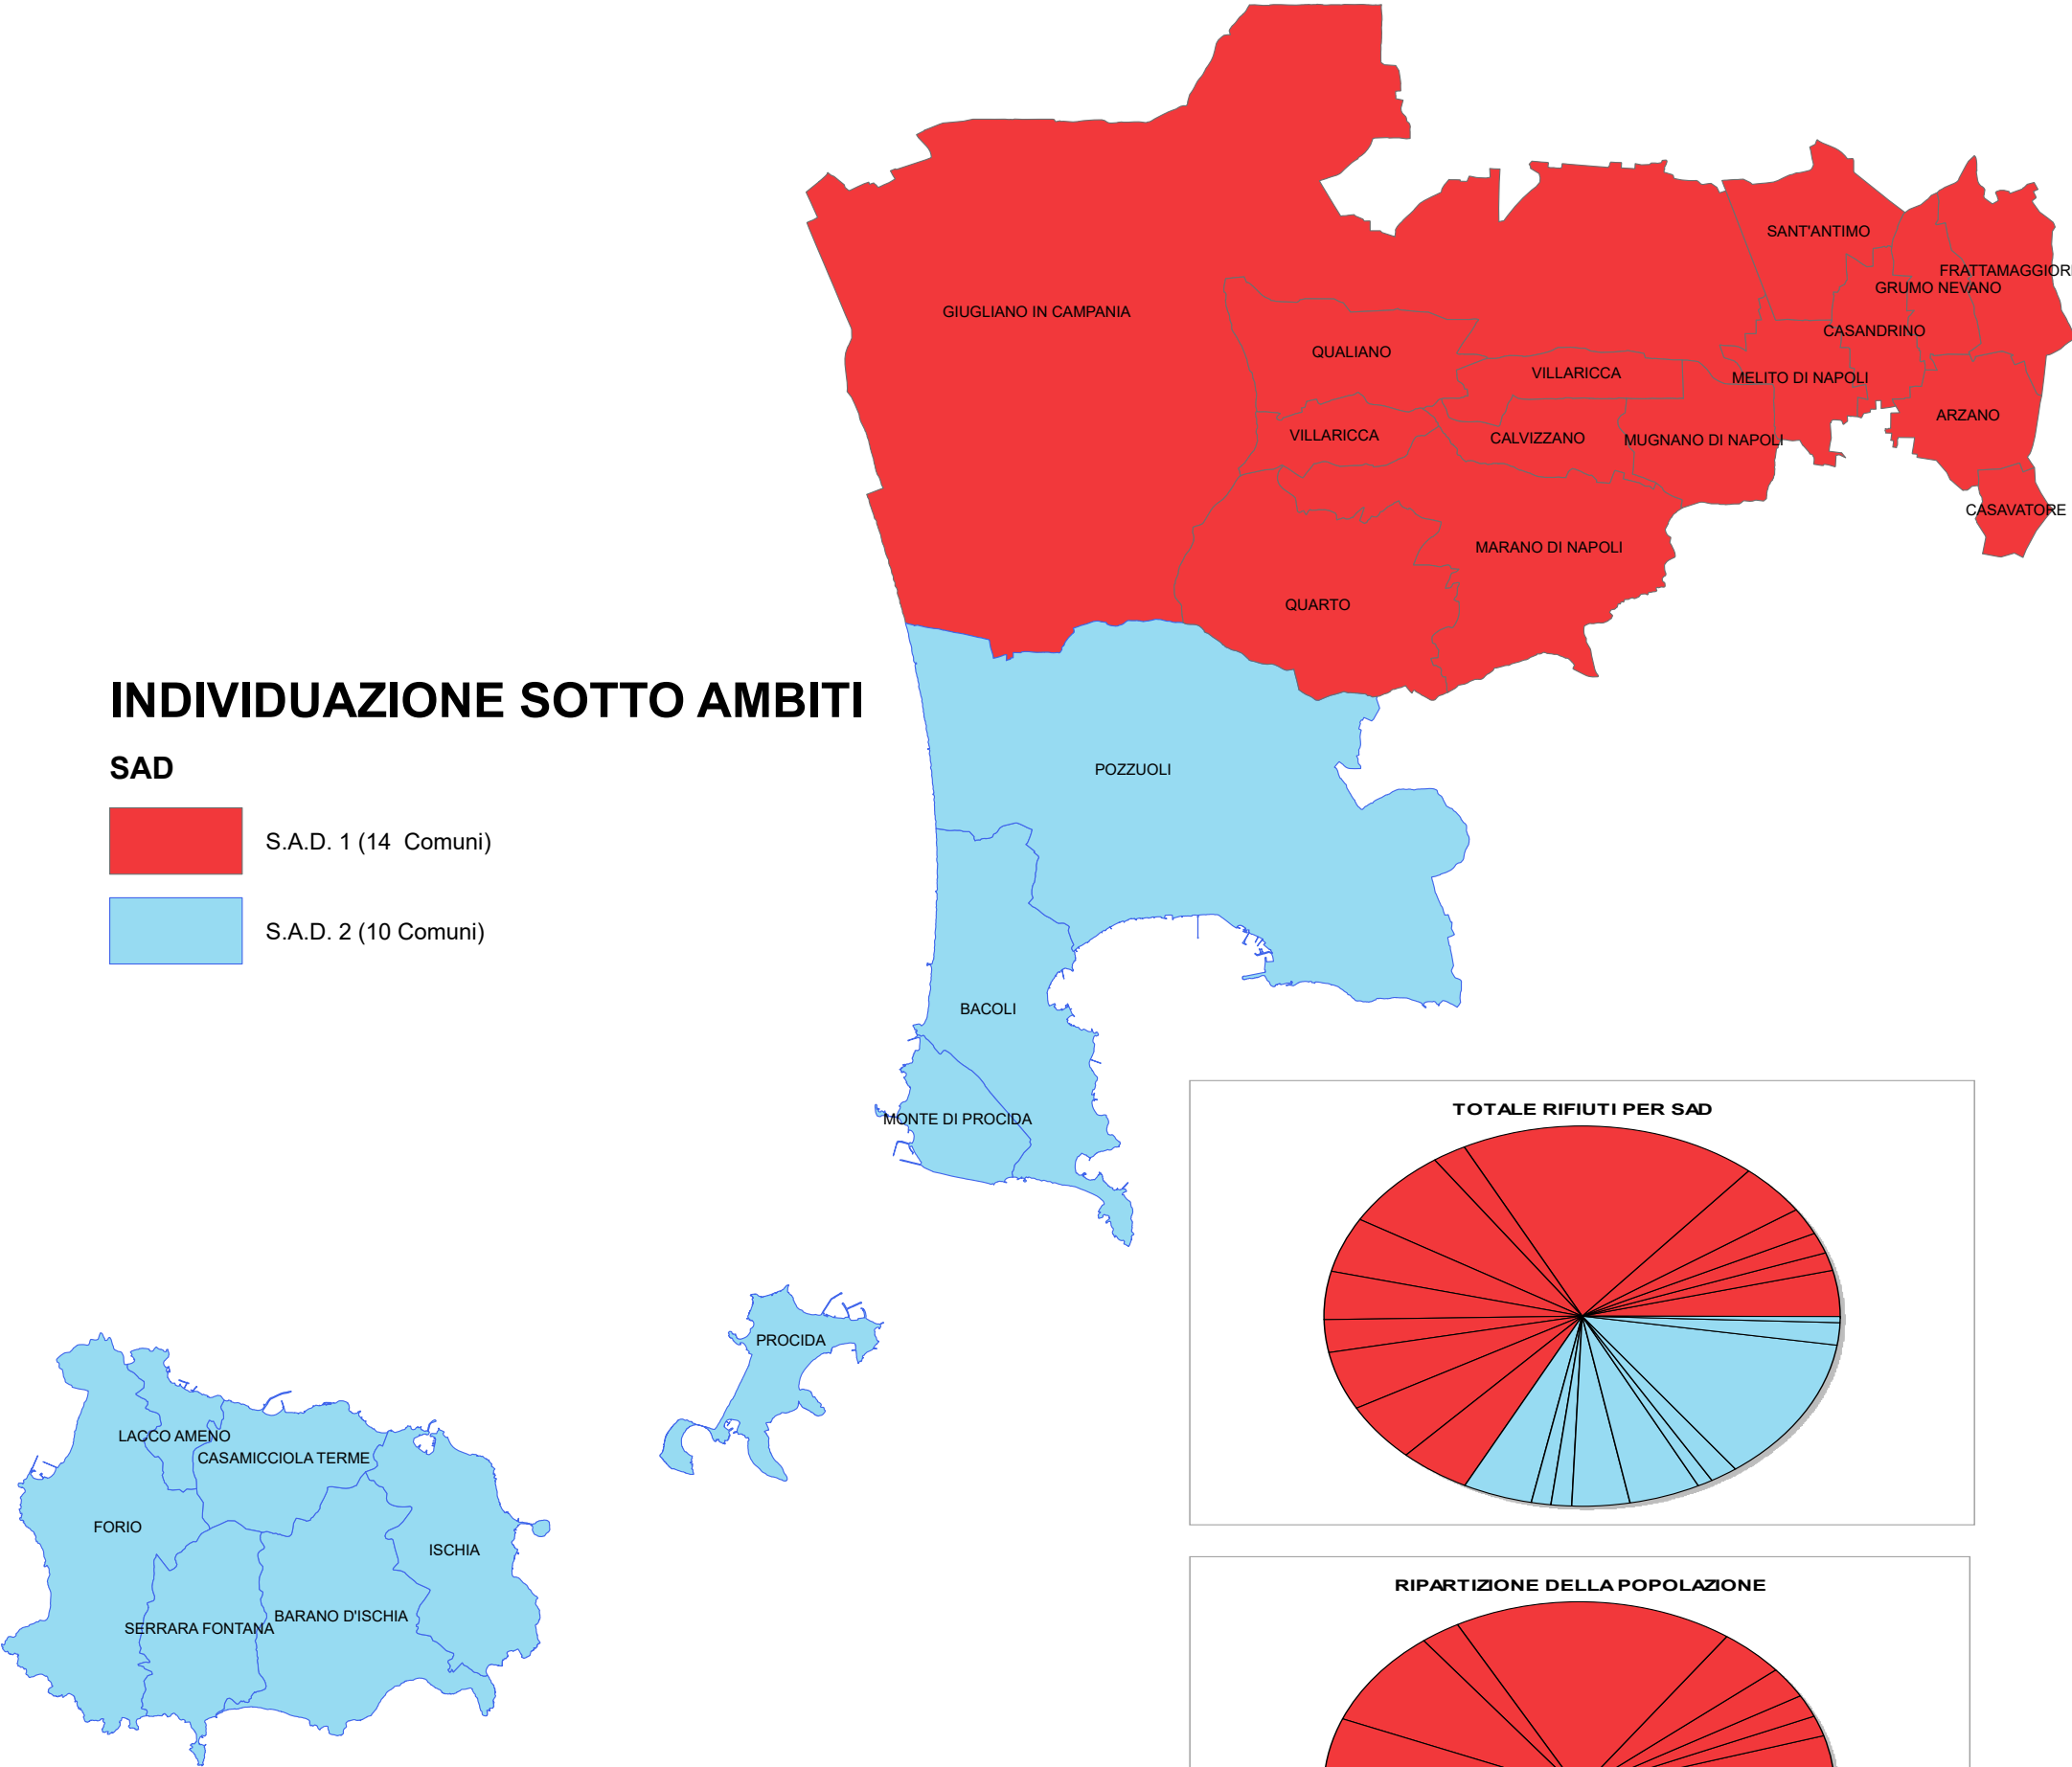 SANT'ANTIMO
FRATTAMAGGIOR
GRUMO NEVANO
GIUGLIANO IN CAMPANIA
CASANDRINO
QUALIANO
VILLARICCA
MELITO DI NAPOLI
ARZANO
VILLARICCA
CALVIZZANO
MUGNANO DI NAPOLI
CASAVATORE
MARANO DI NAPOLI
QUARTO
INDIVIDUAZIONE SOTTO AMBITI
SAD
S.A.D. 1 (14 Comuni)
S.A.D. 2 (10 Comuni)
POZZUOLI
BACOLI
MONTE DI PROCIDA
TOTALE RIFIUTI PER SAD
PROCIDA
LACCO AMENO
CASAMICCIOLA TERME
FORIO
ISCHIA
BARANO D'ISCHIA
SERRARA FONTANA
RIPARTIZIONE DELLA POPOLAZIONE